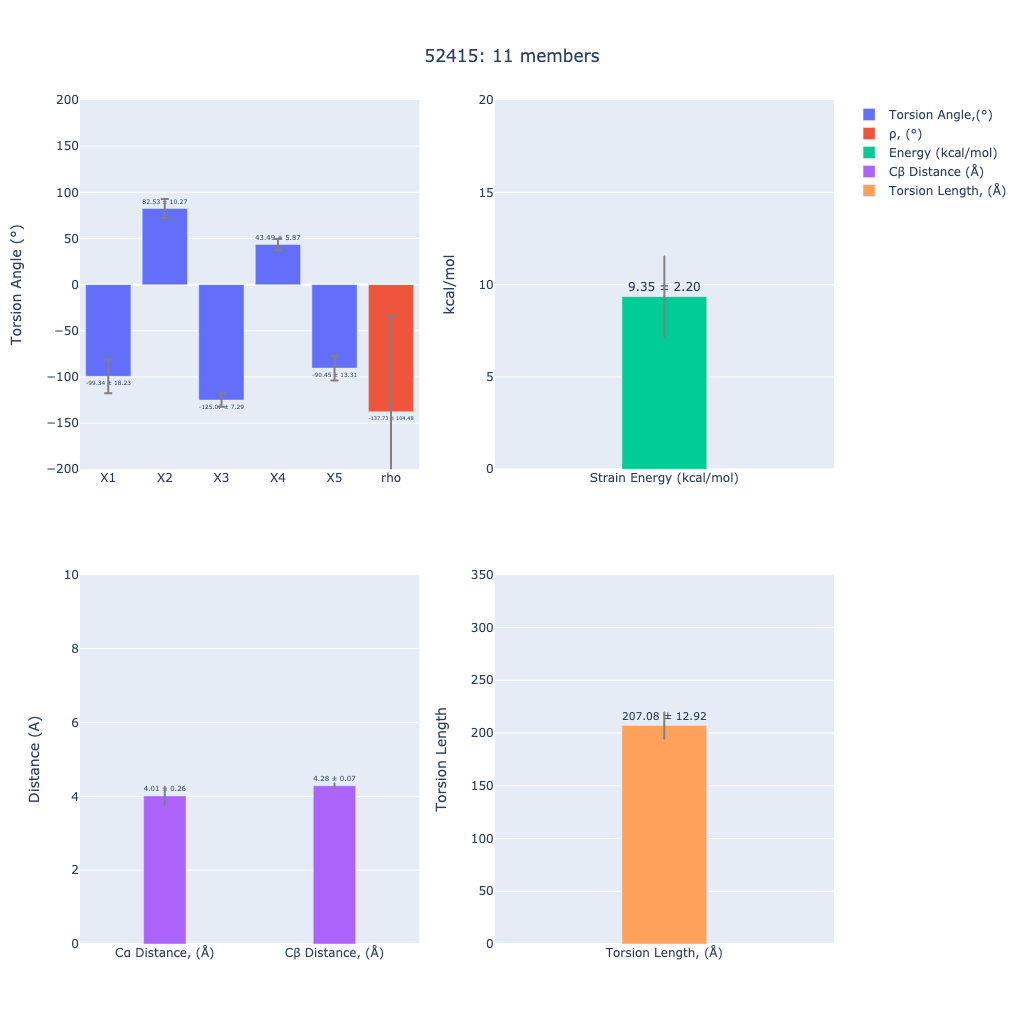 52415: 11 members
Torsion Angle (°)
200
150
100
50
0
−50
−100
−150
−200
82.53 ± 10.27
43.49 ± 5.87
-99.34 ± 18.23
-90.45 ± 13.31
± 7.29
-137.73 ± 104.48
X1 X2 X3 X4 X5 rho
kcal/mol
20
15
10
5
0
9.35 ± 2.20
Strain Energy (kcal/mol)
Torsion Angle,(°)
ρ, (°)
Energy (kcal/mol)
Cβ Distance (Å)
Torsion Length, (Å)
Distance (A)
10
8
6
4
2
0
4.01 ± 0.26
4.28 ± 0.07
Cα Distance, (Å) Cβ Distance, (Å)
Torsion Length
350
300
250
200
150
100
50
0
207.08 ± 12.92
Torsion Length, (Å)